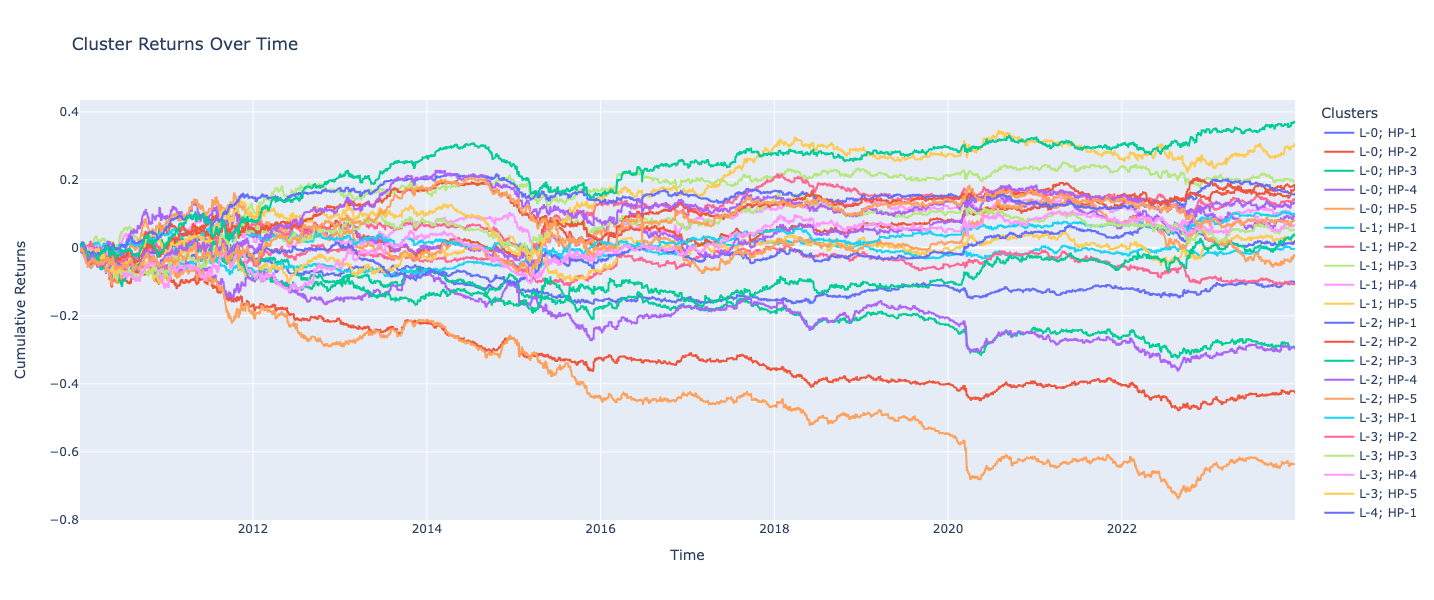 Cluster Returns Over Time
Cumulative Returns
0.4
0.2
0
−0.2
−0.4
−0.6
−0.8
2012
2014
2016
2018
2020
2022
Time
Clusters
L-0; HP-1
L-0; HP-2
L-0; HP-3
L-0; HP-4
L-0; HP-5
L-1; HP-1
L-1; HP-2
L-1; HP-3
L-1; HP-4
L-1; HP-5
L-2; HP-1
L-2; HP-2
L-2; HP-3
L-2; HP-4
L-2; HP-5
L-3; HP-1
L-3; HP-2
L-3; HP-3
L-3; HP-4
L-3; HP-5
L-4; HP-1